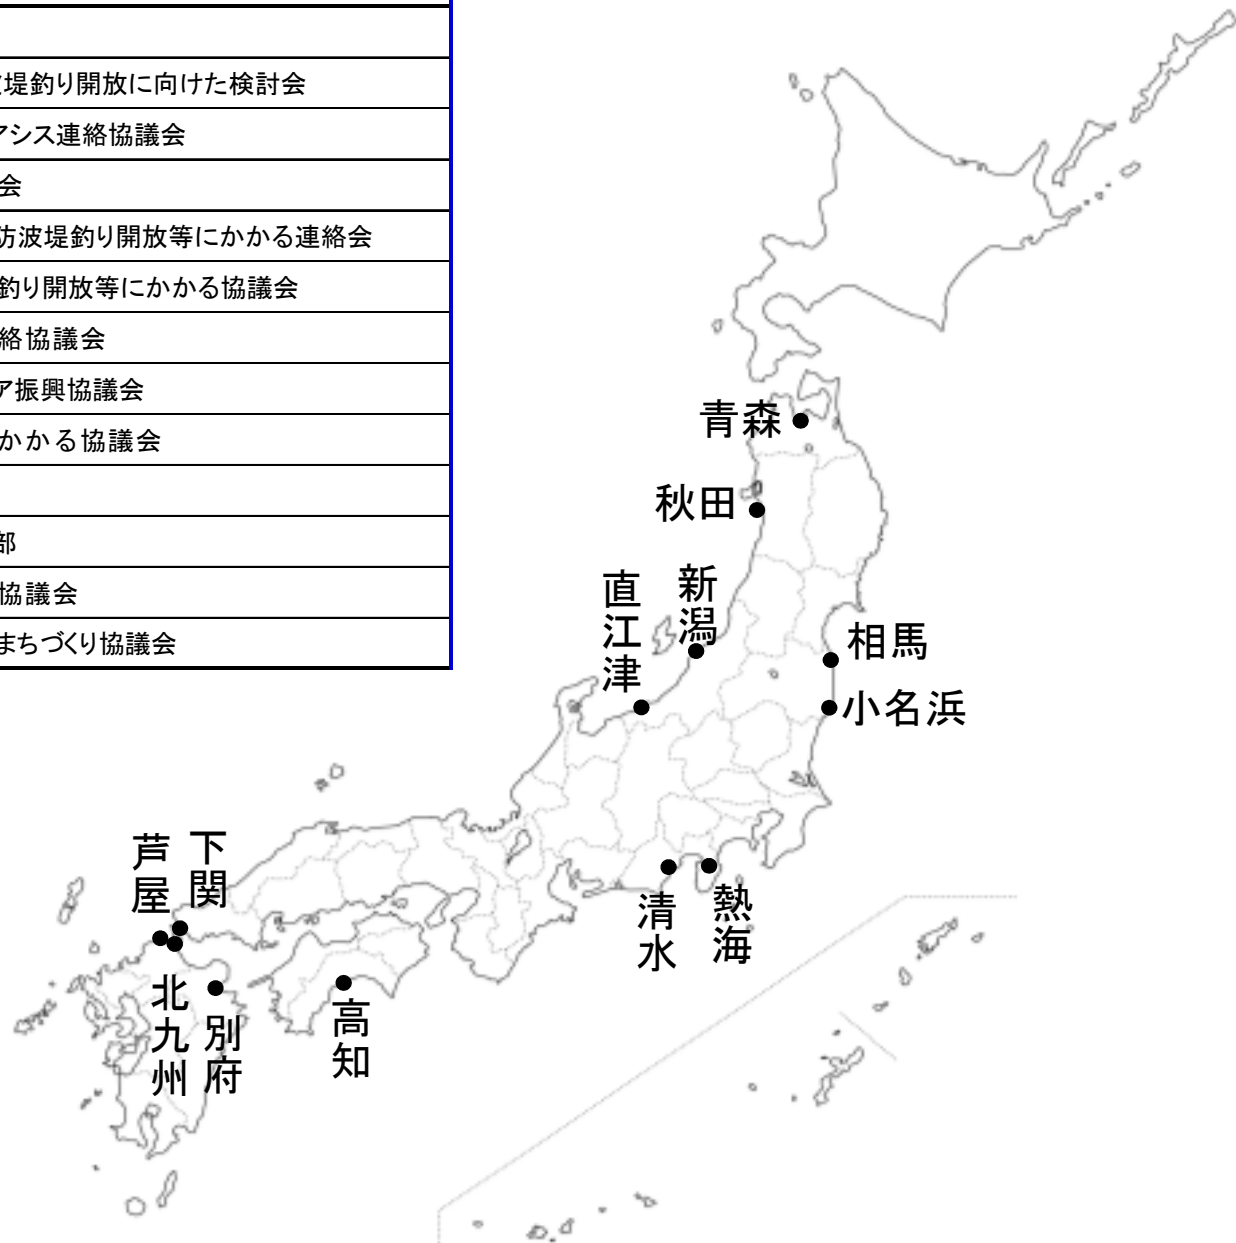 堤釣り開放に向けた検討会
アシス連絡協議会
会
防波堤釣り開放等にかかる連絡会
釣り開放等にかかる協議会
絡協議会
ア振興協議会
かかる協議会
部
協議会
まちづくり協議会
青森
秋田
新潟
直江津
相馬
小名浜
下関
芦屋
清水
熱海
北九州
別府
高知